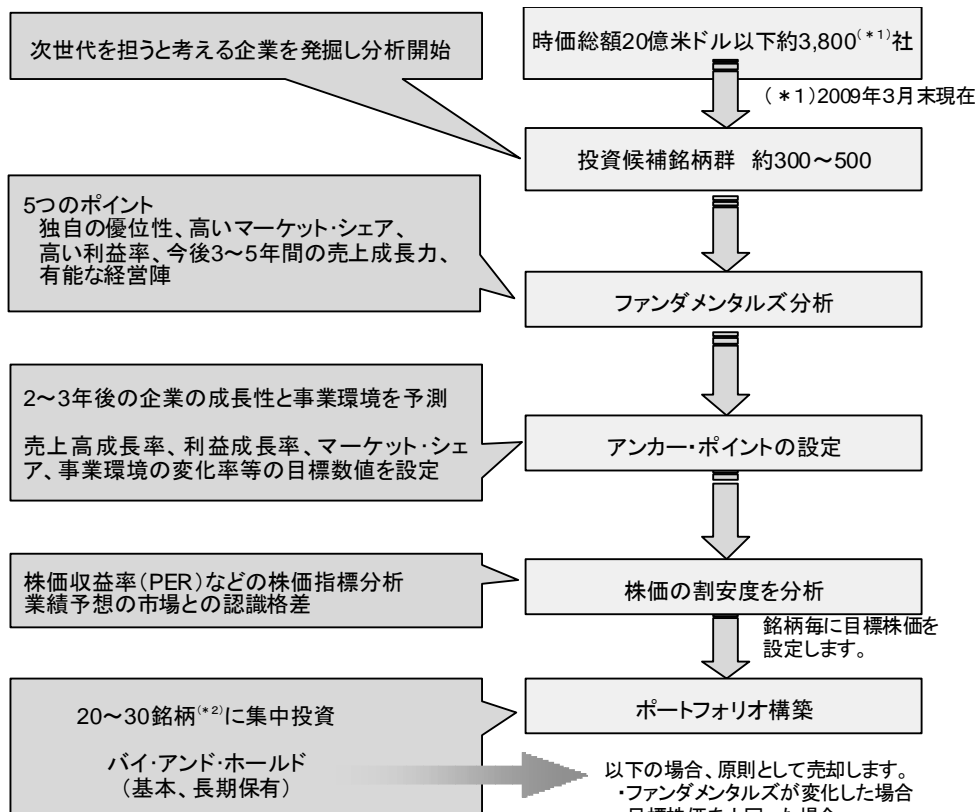 時価総額20億米ドル以下約3,800(*1)社
次世代を担うと考える企業を発掘し分析開始
(*1)2009年3月末現在
投資候補銘柄群 約300～500
5つのポイント
独自の優位性、高いマーケット・シェア、
高い利益率、今後3～5年間の売上成長力、
有能な経営陣
ファンダメンタルズ分析
2～3年後の企業の成長性と事業環境を予測
売上高成長率、利益成長率、マーケット・シェ
ア、事業環境の変化率等の目標数値を設定
アンカー・ポイントの設定
株価収益率(PER)などの株価指標分析
業績予想の市場との認識格差
株価の割安度を分析
銘柄毎に目標株価を
設定します。
ポートフォリオ構築
20～30銘柄(*2)に集中投資
バイ・アンド・ホールド
(基本、長期保有)
以下の場合、原則として売却します。
・ファンダメンタルズが変化した場合